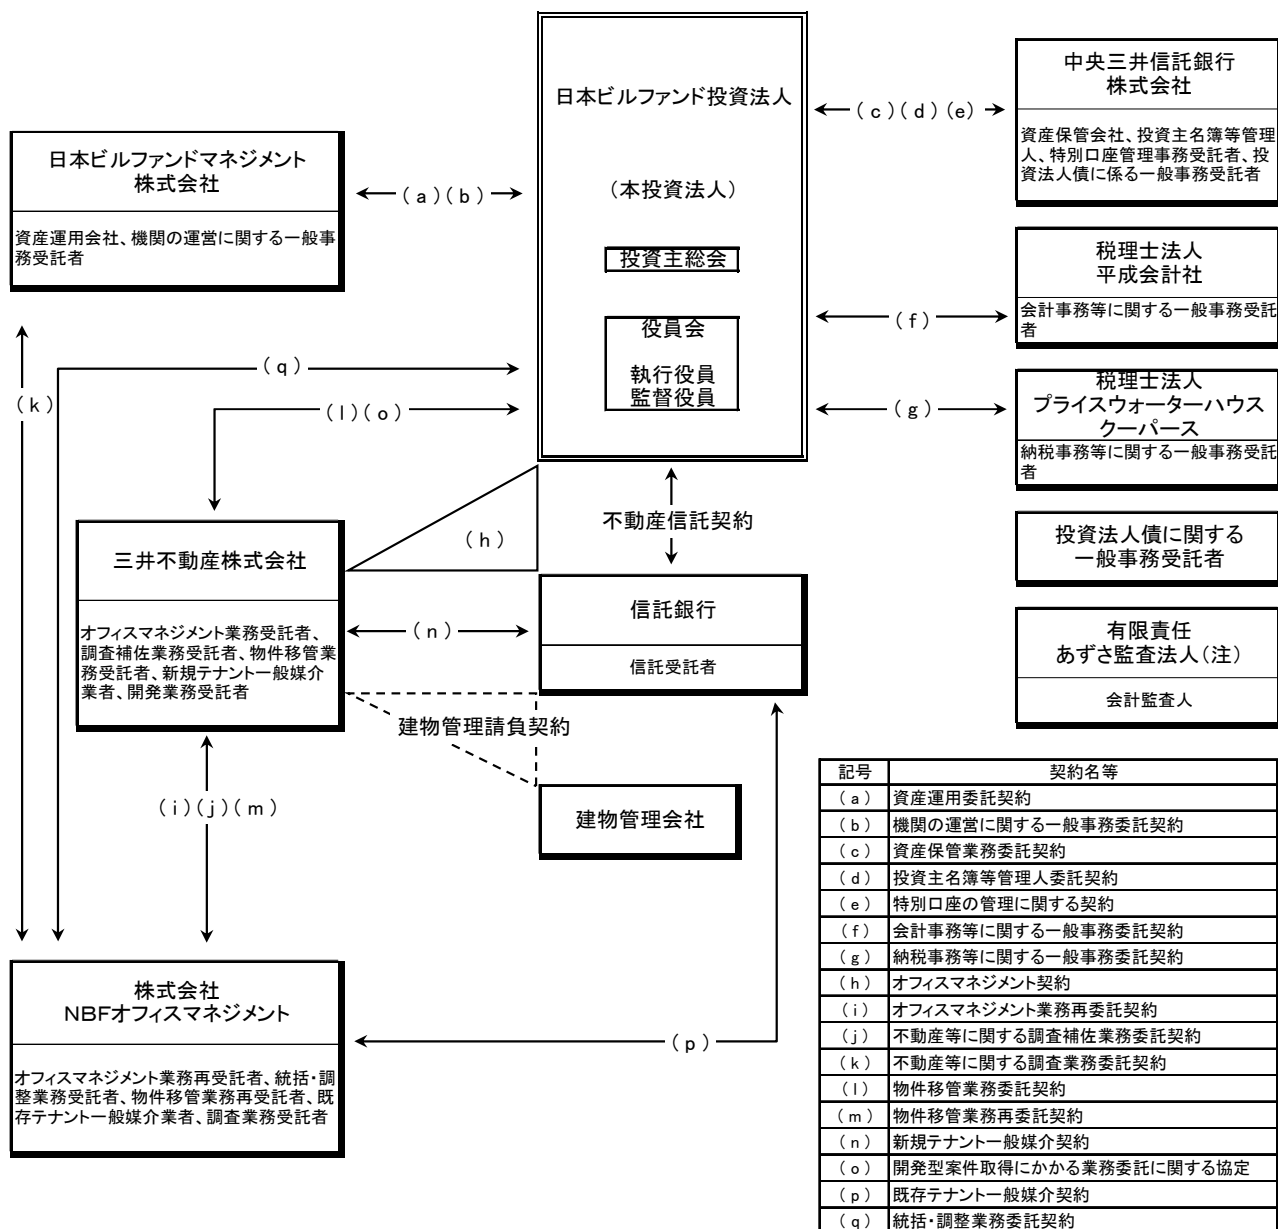 日本ビルファンド投資法人
(本投資法人)
投資主総会
役員会
執行役員
監督役員
日本ビルファンドマネジメント
株式会社
資産運用会社、機関の運営に関する一般事
務受託者
(a)(b)
(c)(d)(e)
中央三井信託銀行
株式会社
資産保管会社、投資主名簿等管理
人、特別口座管理事務受託者、投
資法人債に係る一般事務受託者
(f)
税理士法人
平成会計社
会計事務等に関する一般事務受託
者
(g)
税理士法人
プライスウォーターハウス
クーパース
納税事務等に関する一般事務受託
者
投資法人債に関する
一般事務受託者
有限責任
あずさ監査法人(注)
会計監査人
(k)
(q)
(l)(o)
(h)
不動産信託契約
三井不動産株式会社
オフィスマネジメント業務受託者、
調査補佐業務受託者、物件移管業
務受託者、新規テナント一般媒介
業者、開発業務受託者
(n)
信託銀行
信託受託者
建物管理請負契約
建物管理会社
(i)(j)(m)
(p)
株式会社
NBFオフィスマネジメント
オフィスマネジメント業務再受託者、統括・調
整業務受託者、物件移管業務再受託者、既
存テナント一般媒介業者、調査業務受託者
記号 契約名等
(a) 資産運用委託契約
(b) 機関の運営に関する一般事務委託契約
(c) 資産保管業務委託契約
(d) 投資主名簿等管理人委託契約
(e) 特別口座の管理に関する契約
(f) 会計事務等に関する一般事務委託契約
(g) 納税事務等に関する一般事務委託契約
(h) オフィスマネジメント契約
(i) オフィスマネジメント業務再委託契約
(j) 不動産等に関する調査補佐業務委託契約
(k) 不動産等に関する調査業務委託契約
(l) 物件移管業務委託契約
(m) 物件移管業務再委託契約
(n) 新規テナント一般媒介契約
(o) 開発型案件取得にかかる業務委託に関する協定
(p) 既存テナント一般媒介契約
(q) 統括・調整業務委託契約